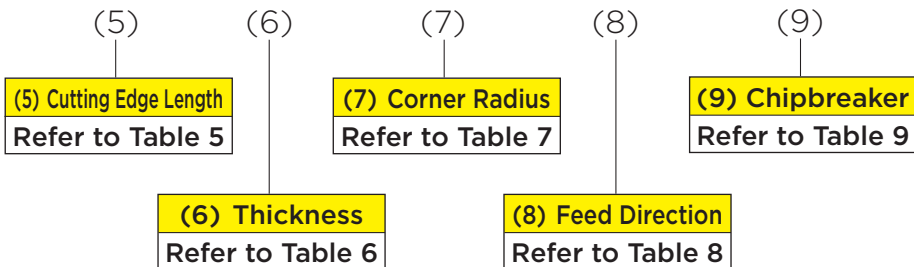 (5) (6) (7) (8) (9)
(5) Cutting Edge Length
Refer to Table 5
(7) Corner Radius
Refer to Table 7
(9) Chipbreaker
Refer to Table 9
(6) Thickness
Refer to Table 6
(8) Feed Direction
Refer to Table 8